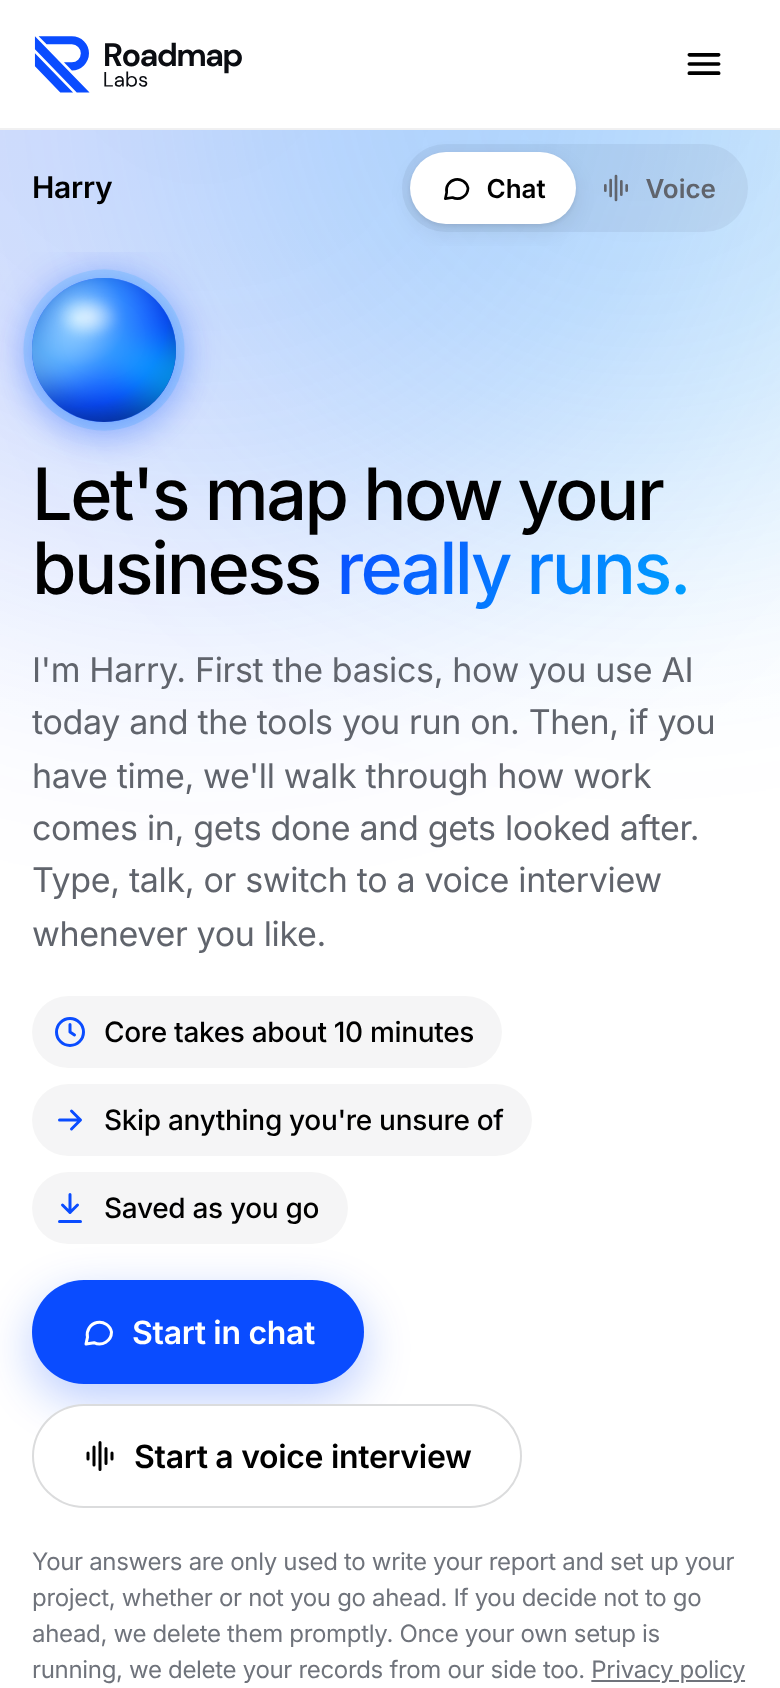 Roadmap
Labs
Harry
Chat
Voice
Let's map how your
business really runs.
I'm Harry. First the basics, how you use AI
today and the tools you run on. Then, if you
have time, we'll walk through how work
comes in, gets done and gets looked after.
Type, talk, or switch to a voice interview
whenever you like.
Core takes about 10 minutes
Skip anything you're unsure of
Saved as you go
Start in chat
Start a voice interview
Your answers are only used to write your report and set up your
project, whether or not you go ahead. If you decide not to go
ahead, we delete them promptly. Once your own setup is
running, we delete your records from our side too. Privacy policy